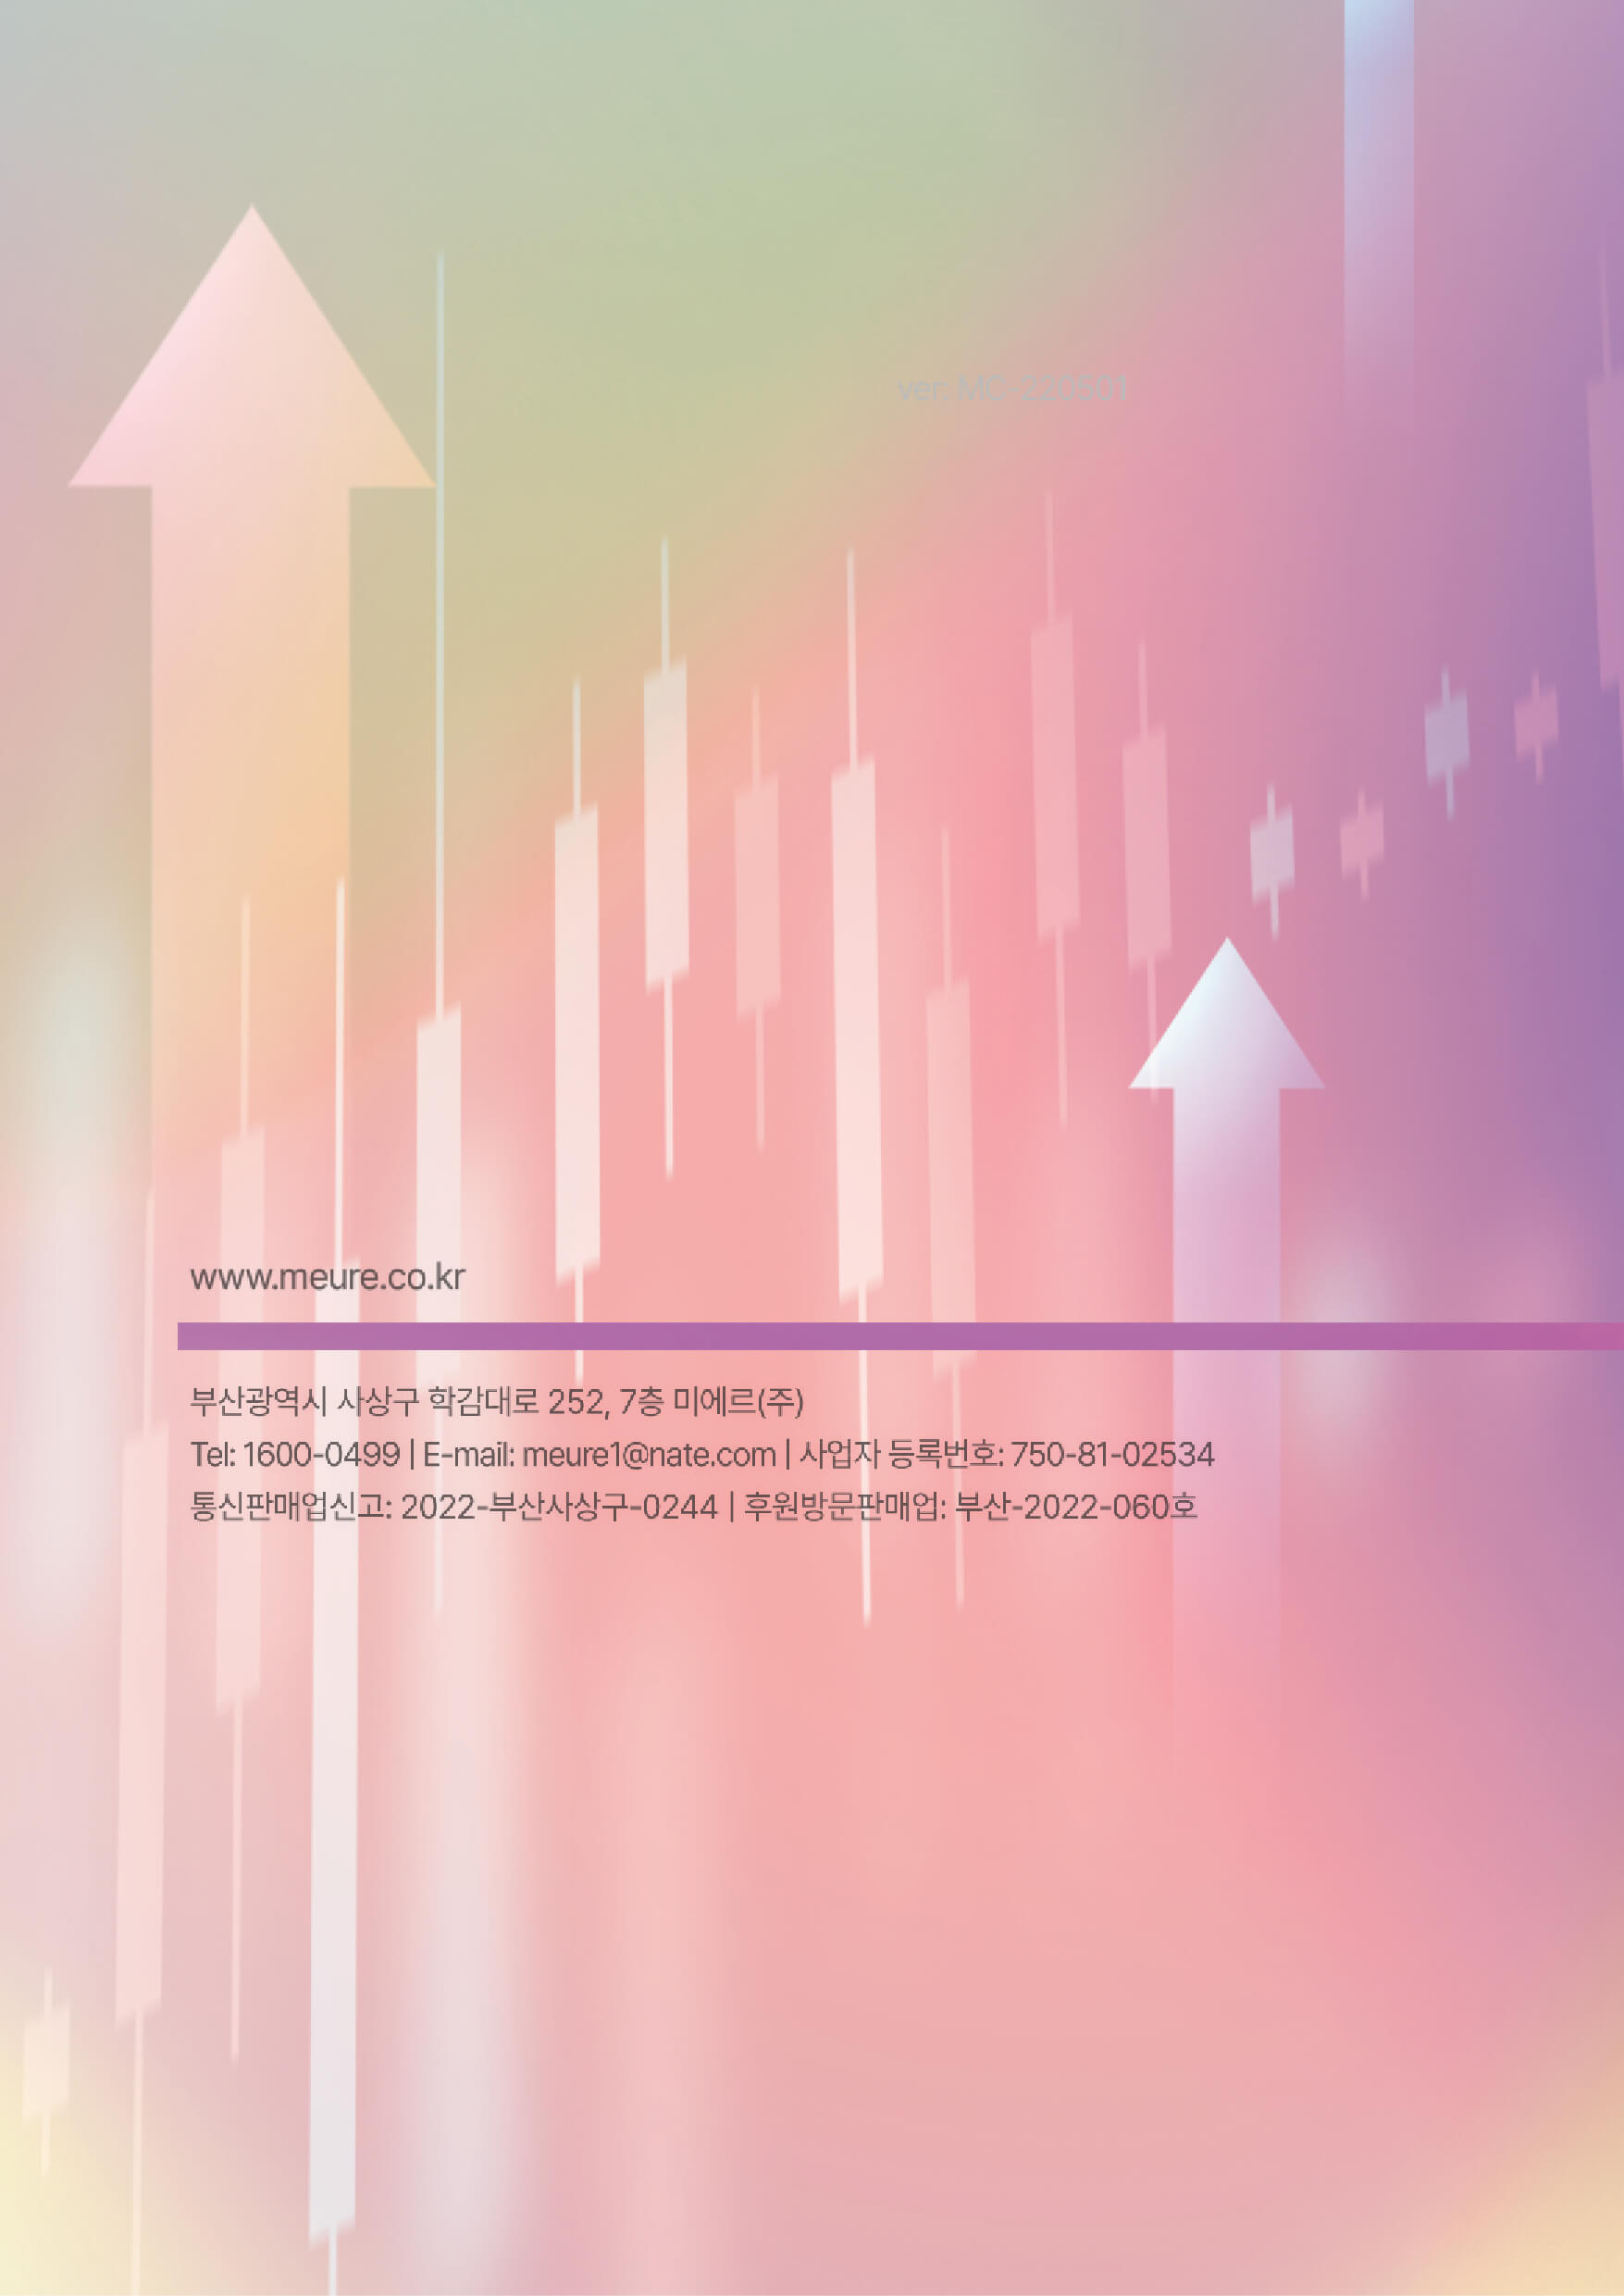 ver: MC-220501
www.meure.co.kr
부산광역시 사상구 학감대로 252, 7층 미에르(주)
Tel: 1600-0499 | E-mail: meure1@nate.com | 사업자 등록번호: 750-81-02534
통신판매업신고: 2022-부산사상구-0244 | 후원방문판매업: 부산-2022-060호